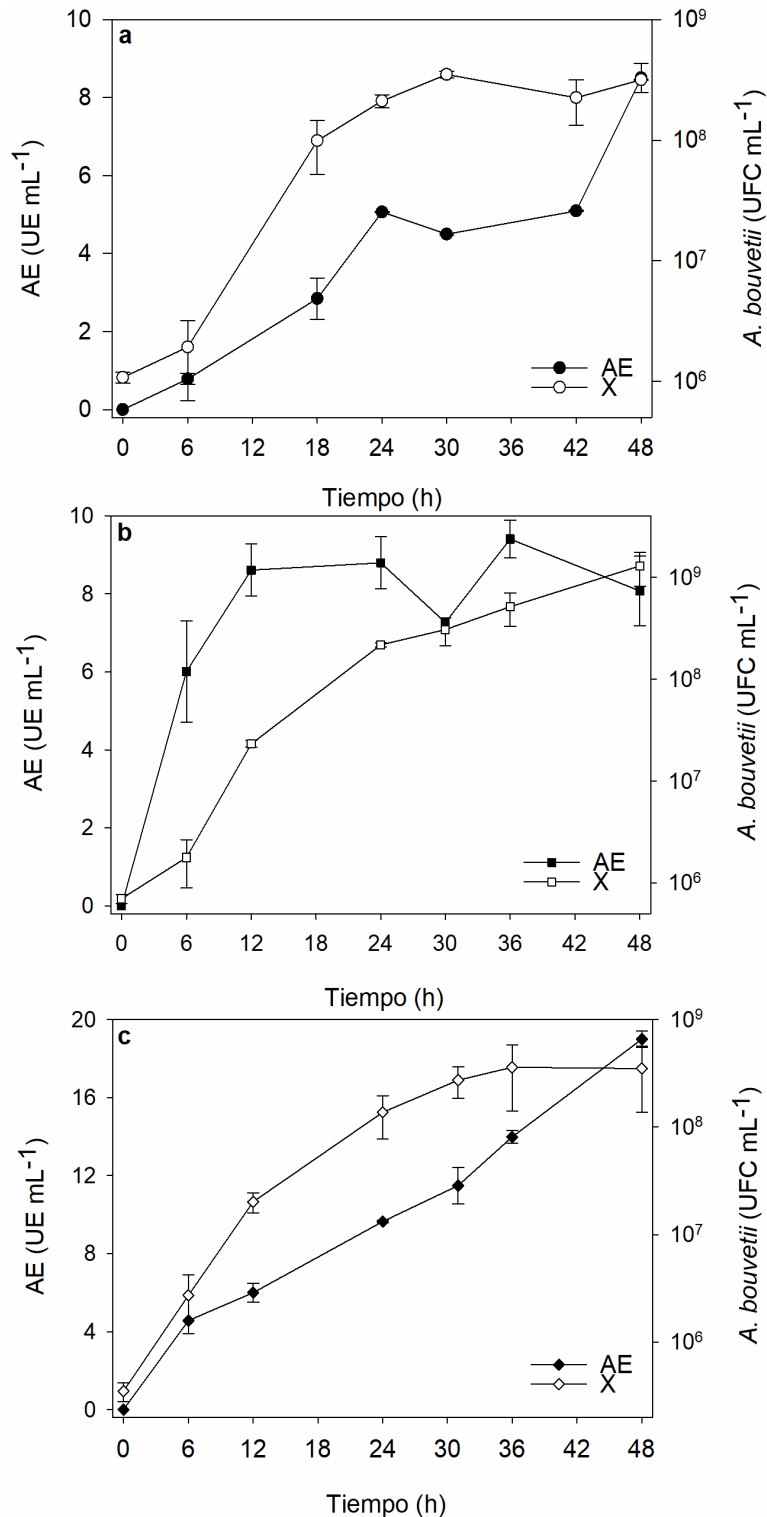 a
10
8
6
4
2
0
AE (UE mL⁻¹)
10⁹
10⁸
10⁷
10⁶
A. bouvetii (UFC mL⁻¹)
AE
X
0 6 12 18 24 30 36 42 48
Tiempo (h)
b
10
8
6
4
2
0
AE (UE mL⁻¹)
10⁹
10⁸
10⁷
10⁶
A. bouvetii (UFC mL⁻¹)
AE
X
0 6 12 18 24 30 36 42 48
Tiempo (h)
c
20
16
12
8
4
0
AE (UE mL⁻¹)
10⁹
10⁸
10⁷
10⁶
A. bouvetii (UFC mL⁻¹)
AE
X
0 6 12 18 24 30 36 42 48
Tiempo (h)